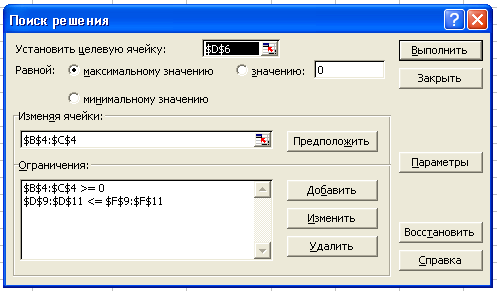 Поиск решения
Установить целевую ячейку: $D$6 Выполнить
Равной: максимальному значению значению: 0 Закрыть
минимальному значению
Изменяя ячейки:
$B$4:$C$4 Предположить
Ограничения: Параметры
$B$4:$C$4 >= 0 Добавить
$D$9:$D$11 <= $F$9:$F$11
Изменить
Восстановить
Удалить
Справка